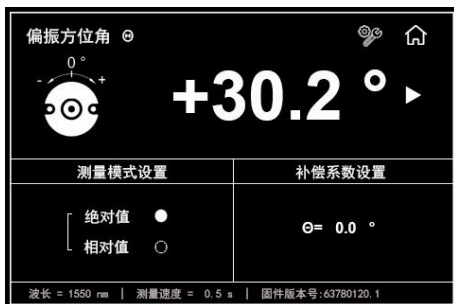 偏振方位角 Θ
0 °
- +
+30.2 °
测量模式设置
补偿系数设置
绝对值
相对值
Θ= 0.0 °
波长 = 1550 nm | 测量速度 = 0.5 s | 固件版本号:63780120.1